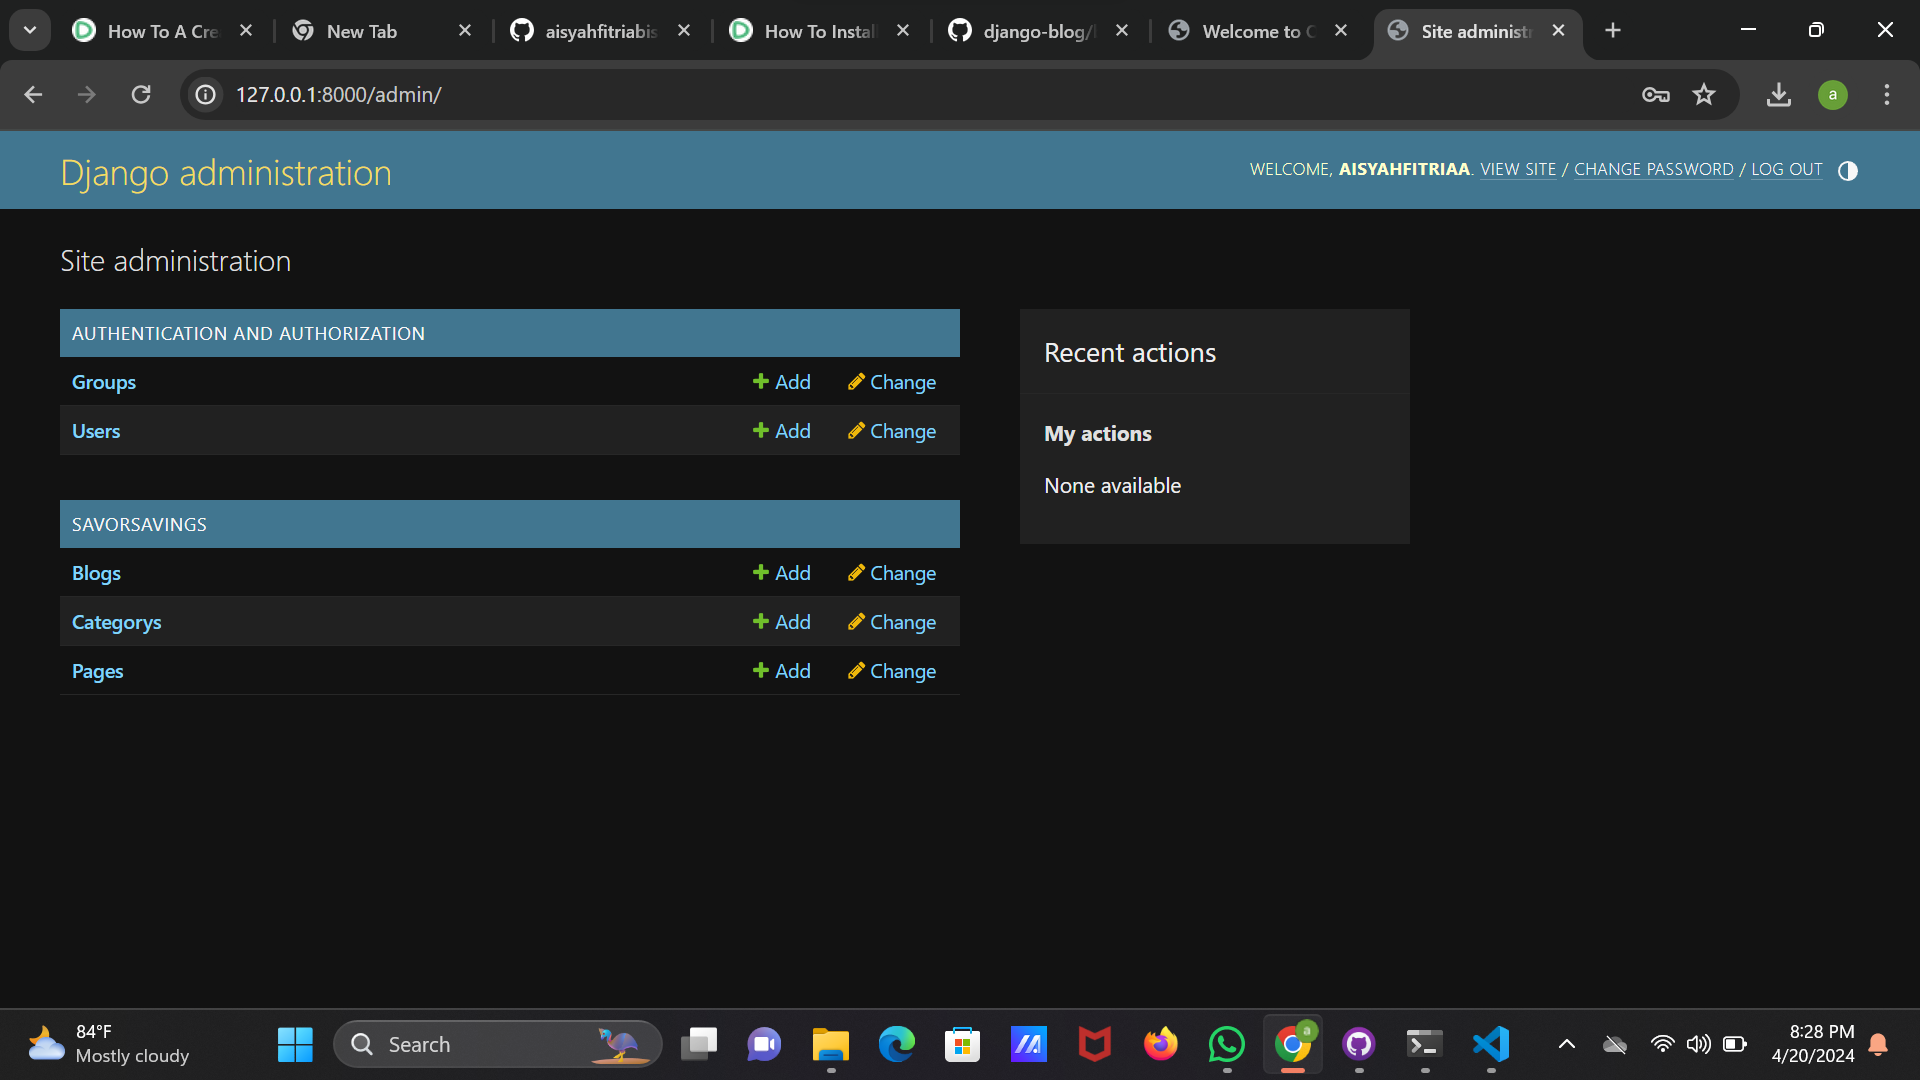 How To A Cre
New Tab
aisyahfitriabis
How To Instal
django-blog/
Welcome to
Site administr
127.0.0.1:8000/admin/
a
Django administration
WELCOME, AISYAHFITRIAA. VIEW SITE / CHANGE PASSWORD / LOG OUT
Site administration
AUTHENTICATION AND AUTHORIZATION
Groups Add Change
Users Add Change
SAVORSAVINGS
Blogs Add Change
Categorys Add Change
Pages Add Change
Recent actions
My actions
None available
84°F
Mostly cloudy
Search
a
8:28 PM
4/20/2024